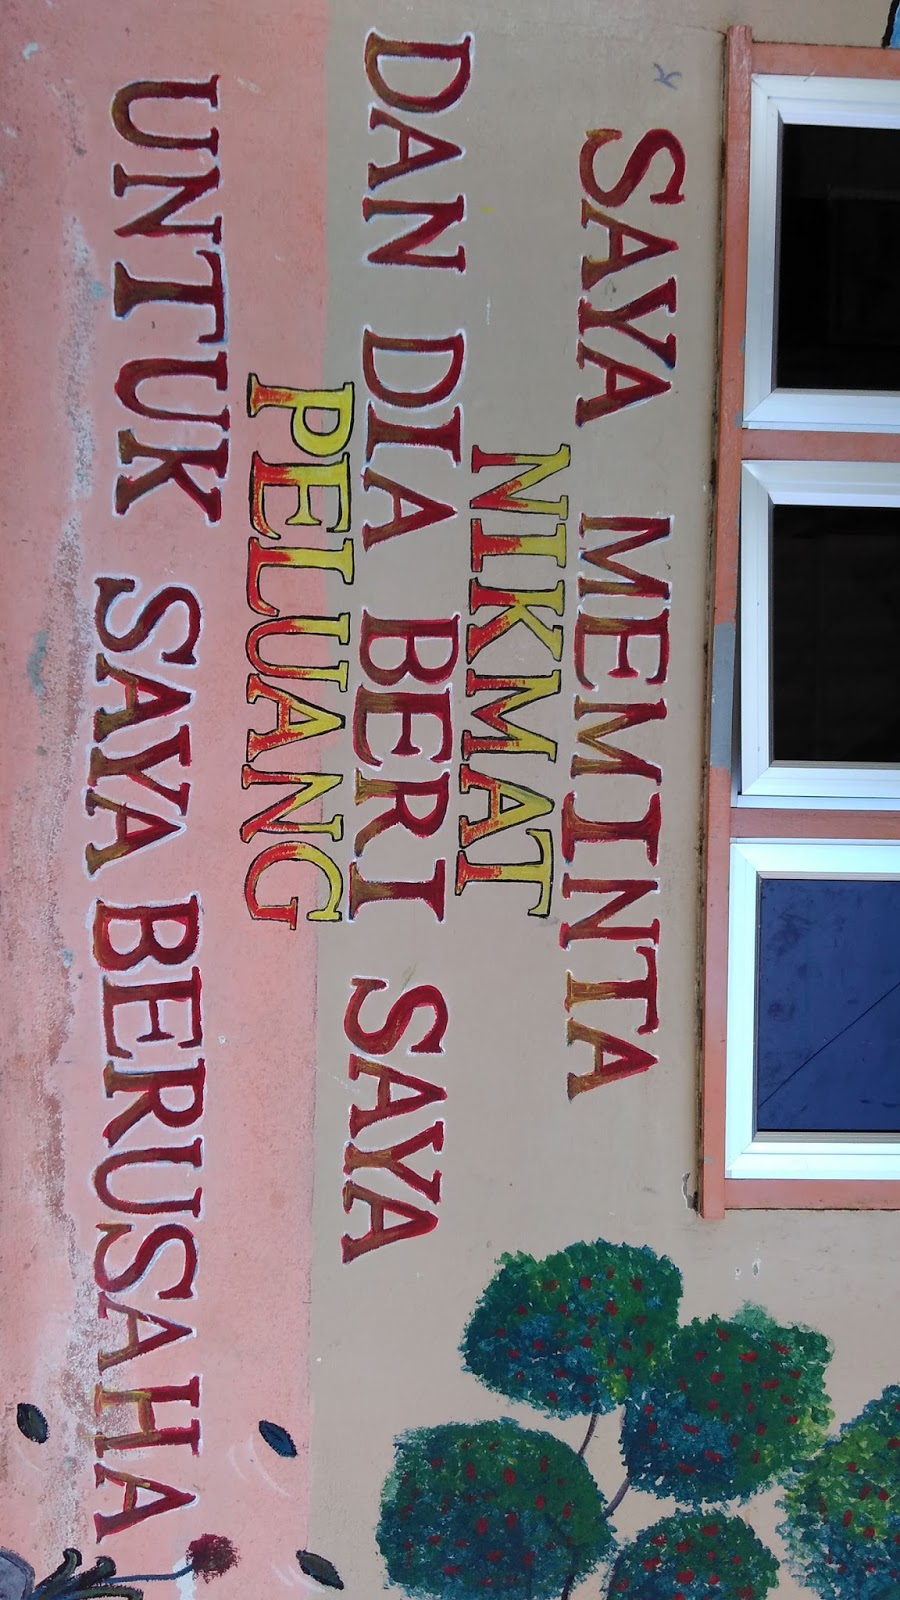 SAYA MEMINTA
NIKMAT
DAN DIA BERI SAYA
PELUANG
UNTUK SAYA BERUSAHA